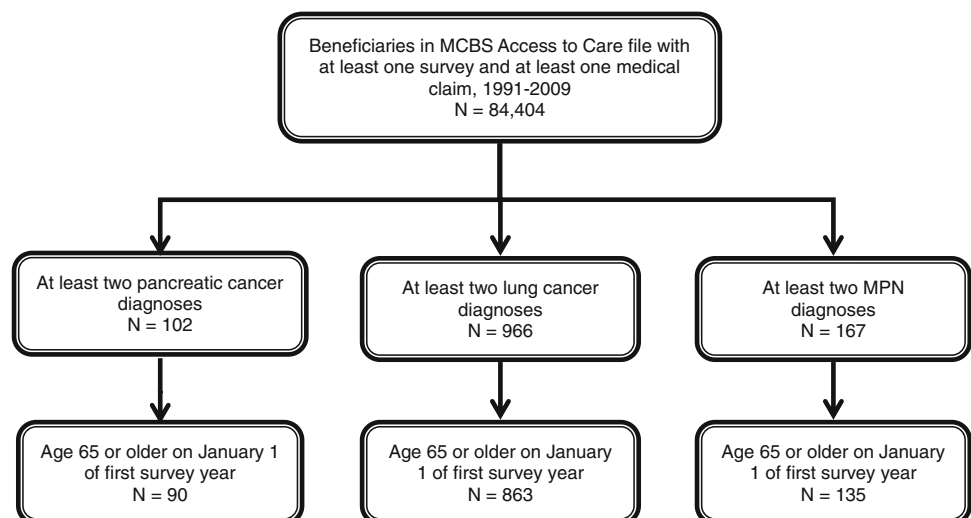 Beneficiaries in MCBS Access to Care file with
at least one survey and at least one medical
claim, 1991-2009
N = 84,404
At least two pancreatic cancer
diagnoses
N = 102
At least two lung cancer
diagnoses
N = 966
At least two MPN
diagnoses
N = 167
Age 65 or older on January 1
of first survey year
N = 90
Age 65 or older on January
1 of first survey year
N = 863
Age 65 or older on January
1 of first survey year
N = 135